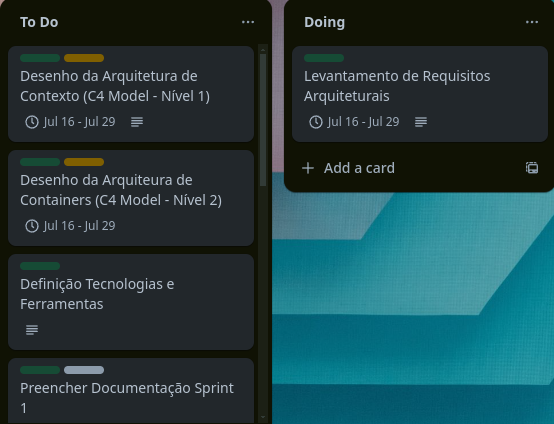 To Do
Desenho da Arquitetura de
Contexto (C4 Model - Nível 1)
Jul 16 - Jul 29
Desenho da Arquiteura de
Containers (C4 Model - Nível 2)
Jul 16 - Jul 29
Definição Tecnologias e
Ferramentas
Preencher Documentação Sprint
1
Doing
Levantamento de Requisitos
Arquiteturais
Jul 16 - Jul 29
Add a card